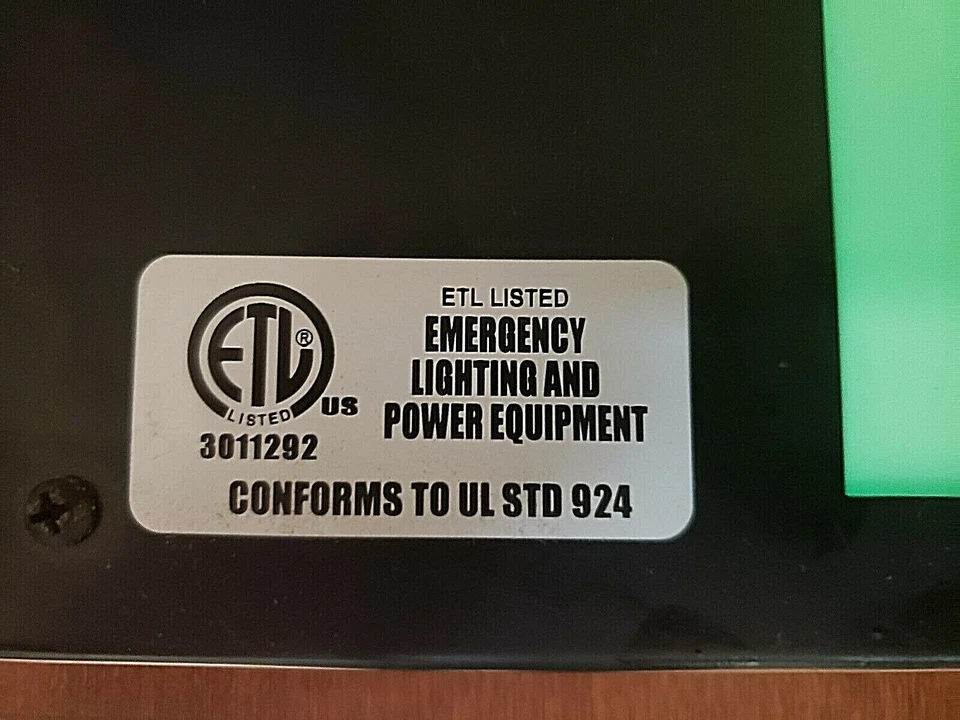 ETL®
LISTED
US
3011292
ETL LISTED
EMERGENCY
LIGHTING AND
POWER EQUIPMENT
CONFORMS TO UL STD 924